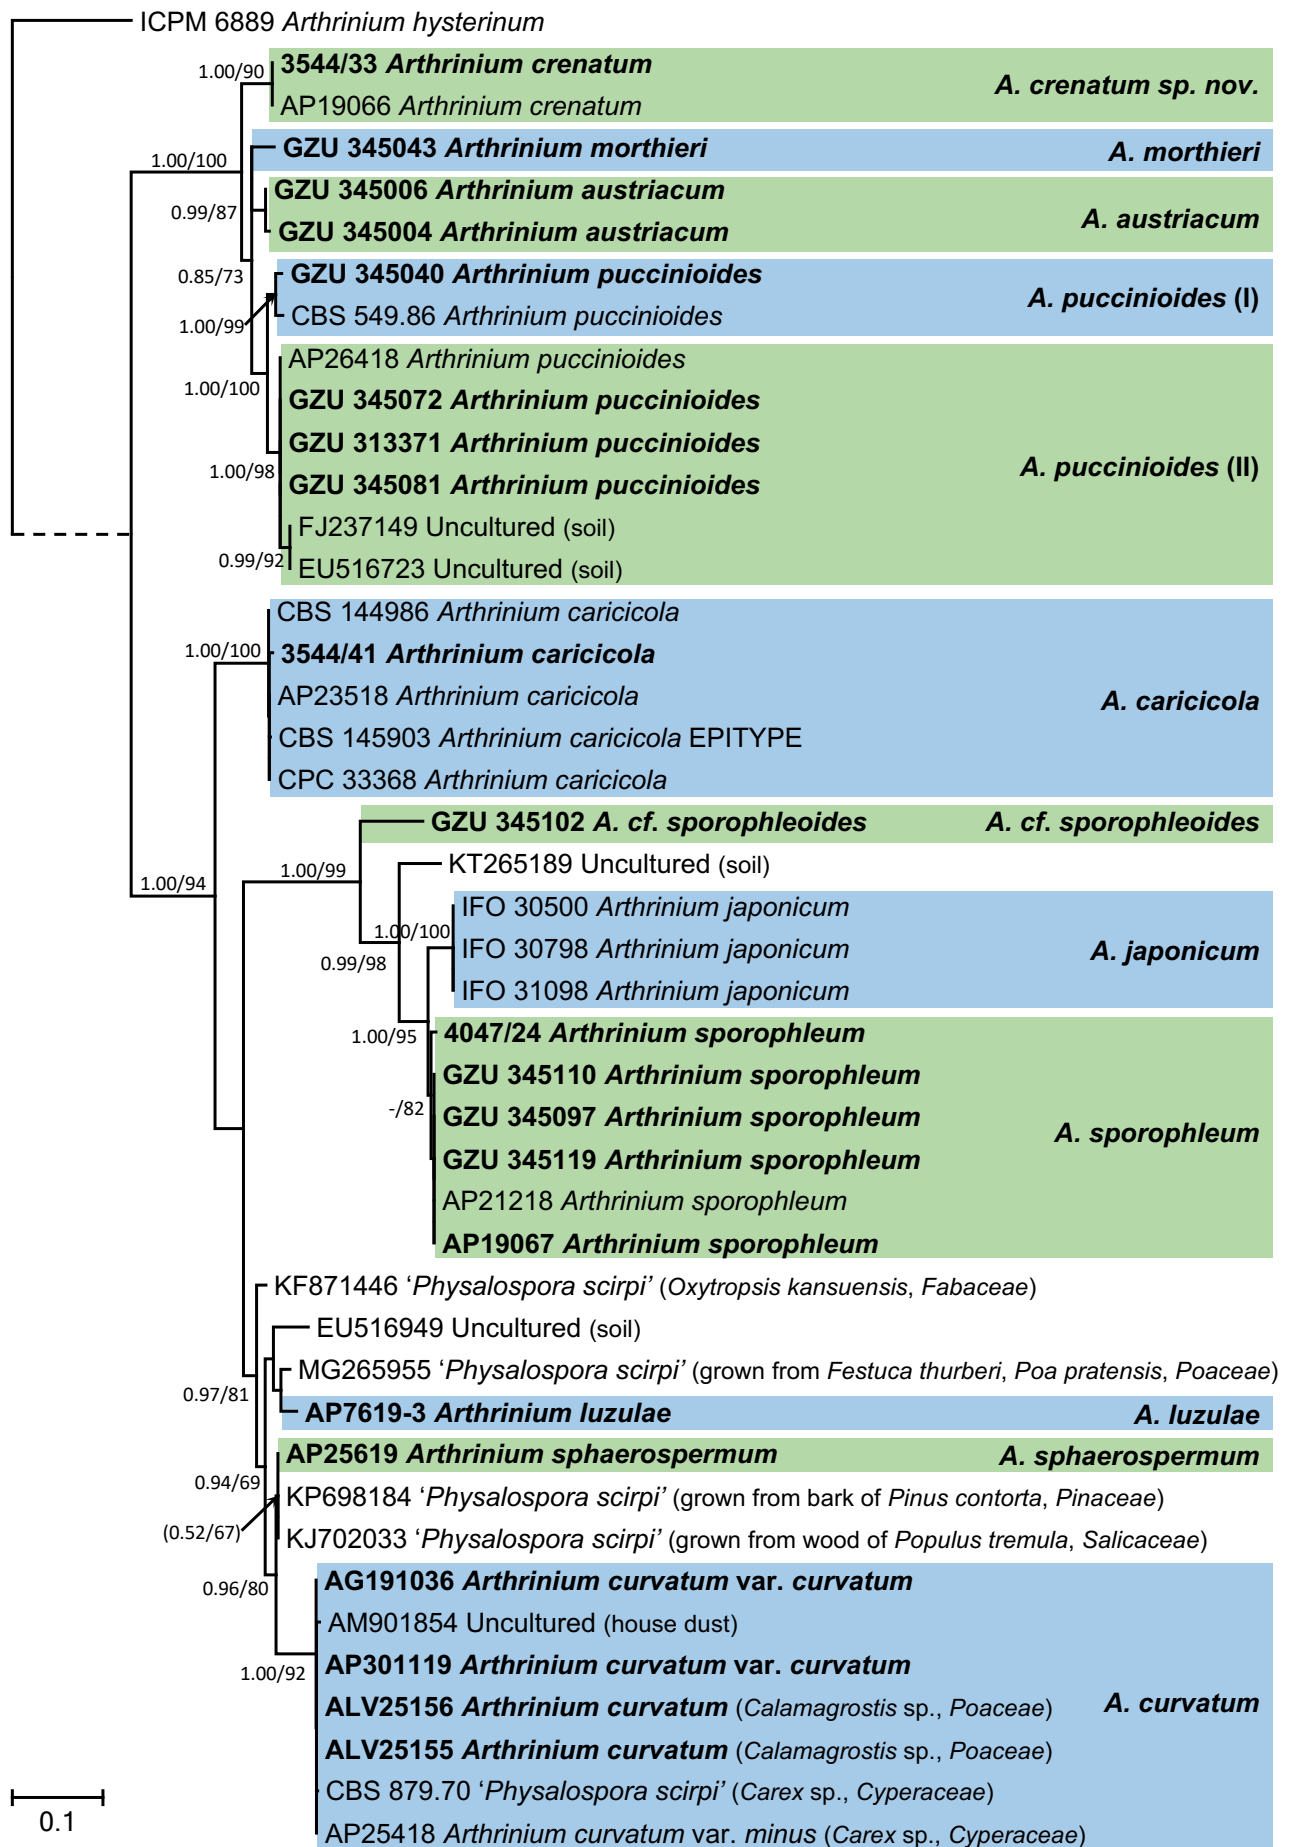 ICPM 6889 Arthrinium hysterinum
1.00/90
3544/33 Arthrinium crenatum
A. crenatum sp. nov.
AP19066 Arthrinium crenatum
1.00/100
GZU 345043 Arthrinium morthieri
A. morthieri
GZU 345006 Arthrinium austriacum
0.99/87
A. austriacum
GZU 345004 Arthrinium austriacum
0.85/73
GZU 345040 Arthrinium puccinioides
A. puccinioides (I)
1.00/99
CBS 549.86 Arthrinium puccinioides
AP26418 Arthrinium puccinioides
1.00/100
GZU 345072 Arthrinium puccinioides
GZU 313371 Arthrinium puccinioides
A. puccinioides (II)
1.00/98
GZU 345081 Arthrinium puccinioides
FJ237149 Uncultured (soil)
0.99/92
EU516723 Uncultured (soil)
CBS 144986 Arthrinium caricicola
1.00/100
3544/41 Arthrinium caricicola
AP23518 Arthrinium caricicola
A. caricicola
CBS 145903 Arthrinium caricicola EPITYPE
CPC 33368 Arthrinium caricicola
GZU 345102 A. cf. sporophleoides
A. cf. sporophleoides
1.00/99
KT265189 Uncultured (soil)
1.00/94
IFO 30500 Arthrinium japonicum
1.00/100
IFO 30798 Arthrinium japonicum
A. japonicum
0.99/98
IFO 31098 Arthrinium japonicum
1.00/95
4047/24 Arthrinium sporophleum
GZU 345110 Arthrinium sporophleum
-/82
GZU 345097 Arthrinium sporophleum
A. sporophleum
GZU 345119 Arthrinium sporophleum
AP21218 Arthrinium sporophleum
AP19067 Arthrinium sporophleum
KF871446 ‘Physalospora scirpi’ (Oxytropsis kansuensis, Fabaceae)
EU516949 Uncultured (soil)
MG265955 ‘Physalospora scirpi’ (grown from Festuca thurberi, Poa pratensis, Poaceae)
0.97/81
AP7619-3 Arthrinium luzulae
A. luzulae
AP25619 Arthrinium sphaerospermum
A. sphaerospermum
0.94/69
KP698184 ‘Physalospora scirpi’ (grown from bark of Pinus contorta, Pinaceae)
(0.52/67)
KJ702033 ‘Physalospora scirpi’ (grown from wood of Populus tremula, Salicaceae)
0.96/80
AG191036 Arthrinium curvatum var. curvatum
AM901854 Uncultured (house dust)
1.00/92
AP301119 Arthrinium curvatum var. curvatum
ALV25156 Arthrinium curvatum (Calamagrostis sp., Poaceae)
A. curvatum
ALV25155 Arthrinium curvatum (Calamagrostis sp., Poaceae)
CBS 879.70 ‘Physalospora scirpi’ (Carex sp., Cyperaceae)
0.1
AP25418 Arthrinium curvatum var. minus (Carex sp., Cyperaceae)